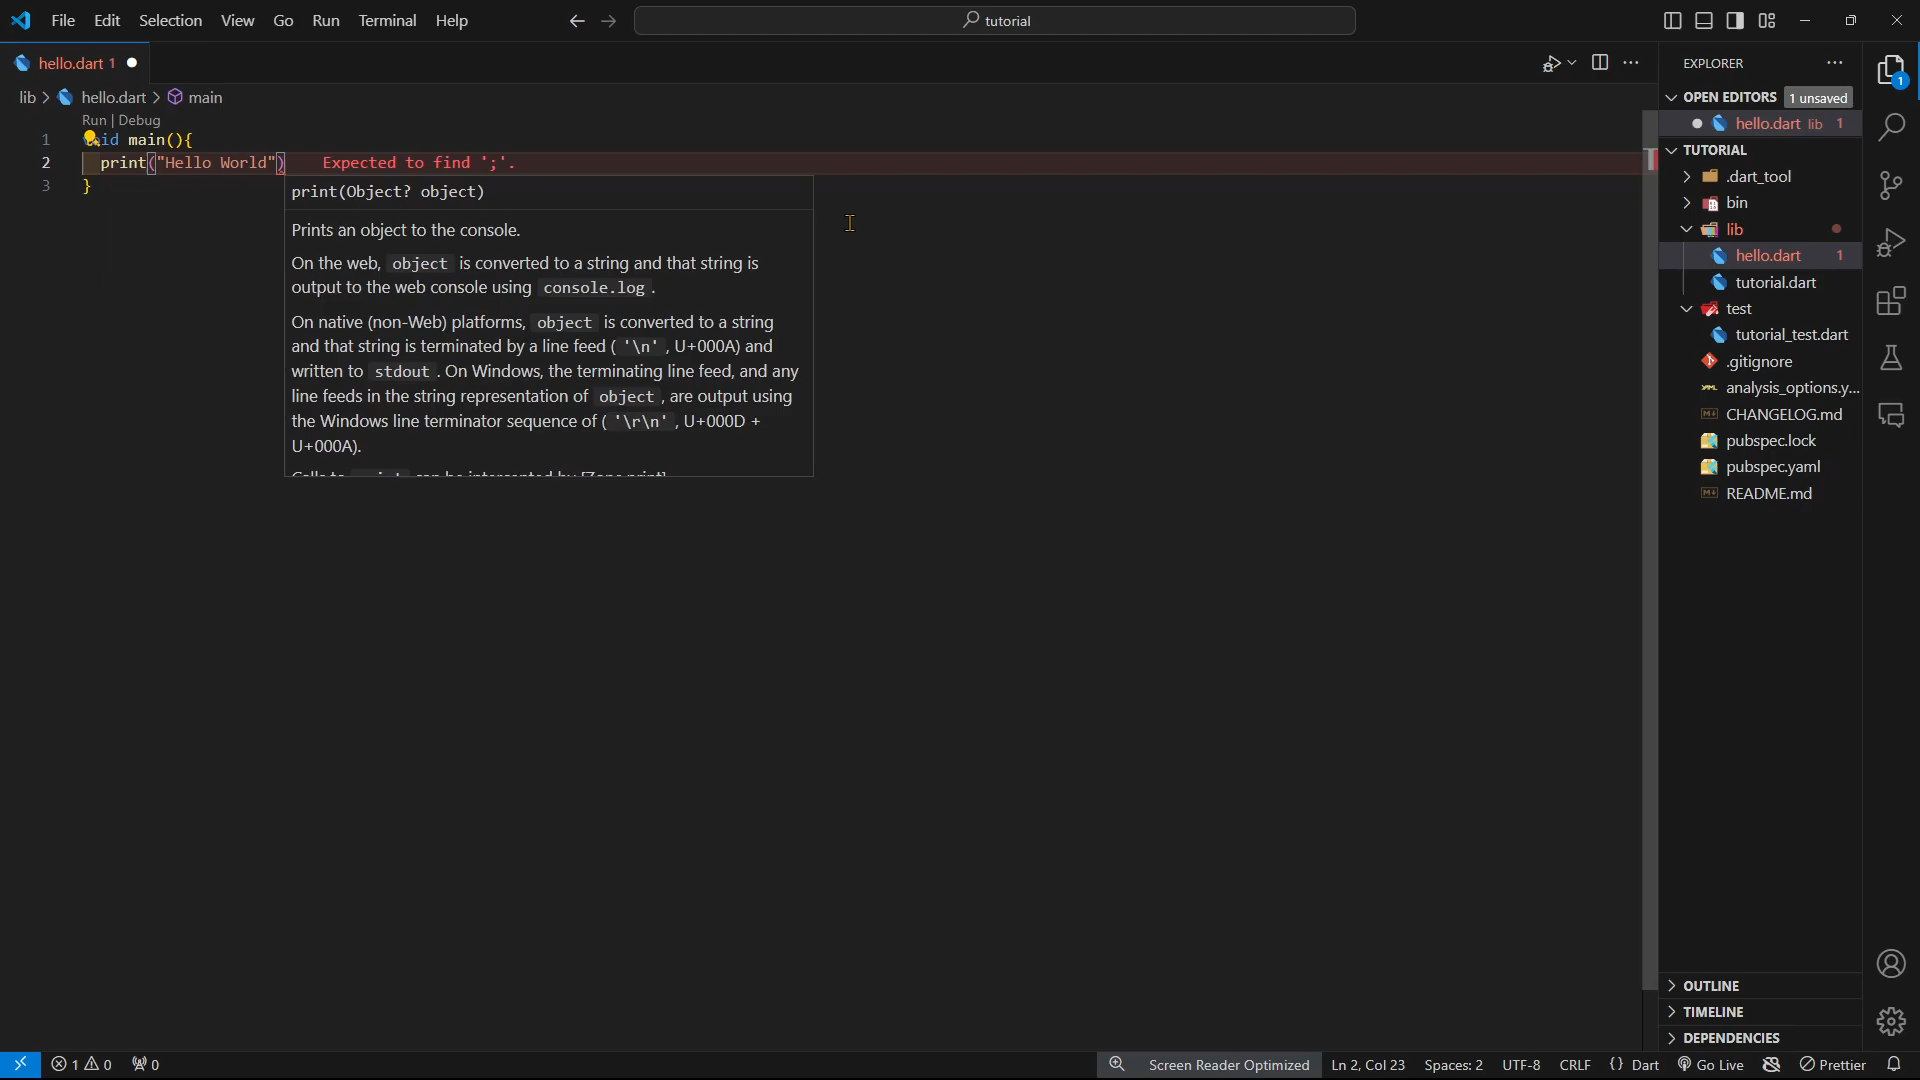 File Edit Selection View Go Run Terminal Help
tutorial
hello.dart 1
lib > hello.dart > main
Run | Debug
1 id main(){
2 print("Hello World") Expected to find ';'.
3 }
print(Object? object)
Prints an object to the console.
On the web, object is converted to a string and that string is
output to the web console using console.log.
On native (non-Web) platforms, object is converted to a string
and that string is terminated by a line feed ( '\n', U+000A) and
written to stdout. On Windows, the terminating line feed, and any
line feeds in the string representation of object, are output using
the Windows line terminator sequence of ( '\r\n', U+000D +
U+000A).
EXPLORER
OPEN EDITORS 1 unsaved
hello.dart lib 1
TUTORIAL
.dart_tool
bin
lib
hello.dart 1
tutorial.dart
test
tutorial_test.dart
.gitignore
analysis_options.y...
CHANGELOG.md
pubspec.lock
pubspec.yaml
README.md
OUTLINE
TIMELINE
DEPENDENCIES
1
1 0 0 Screen Reader Optimized Ln 2, Col 23 Spaces: 2 UTF-8 CRLF {} Dart Go Live Prettier